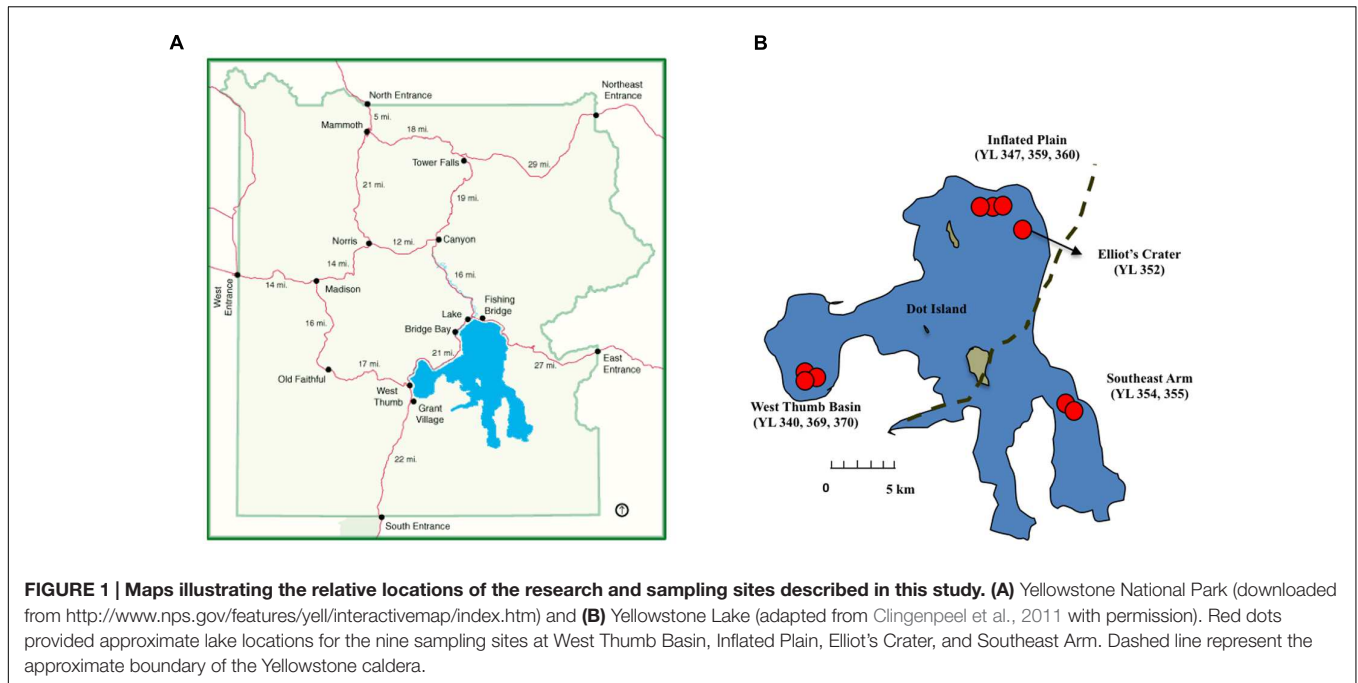 A
North Entrance
5 mi.
Mammoth
18 mi.
Northeast
Entrance
Tower Falls
29 mi.
21 mi.
19 mi.
Norris
12 mi.
Canyon
14 mi.
14 mi.
West
Entrance
Madison
16 mi.
Fishing
Bridge
Lake
16 mi.
Bridge Bay
21 mi.
27 mi.
East
Entrance
17 mi.
Old Faithful
West
Thumb
Grant
Village
22 mi.
South Entrance
B
Inflated Plain
(YL 347, 359, 360)
Elliot's Crater
(YL 352)
Dot Island
Southeast Arm
(YL 354, 355)
West Thumb Basin
(YL 340, 369, 370)
0 5 km
FIGURE 1 | Maps illustrating the relative locations of the research and sampling sites described in this study. (A) Yellowstone National Park (downloaded
from http://www.nps.gov/features/yell/interactivemap/index.htm) and (B) Yellowstone Lake (adapted from Clingenpeel et al., 2011 with permission). Red dots
provided approximate lake locations for the nine sampling sites at West Thumb Basin, Inflated Plain, Elliot's Crater, and Southeast Arm. Dashed line represent the
approximate boundary of the Yellowstone caldera.